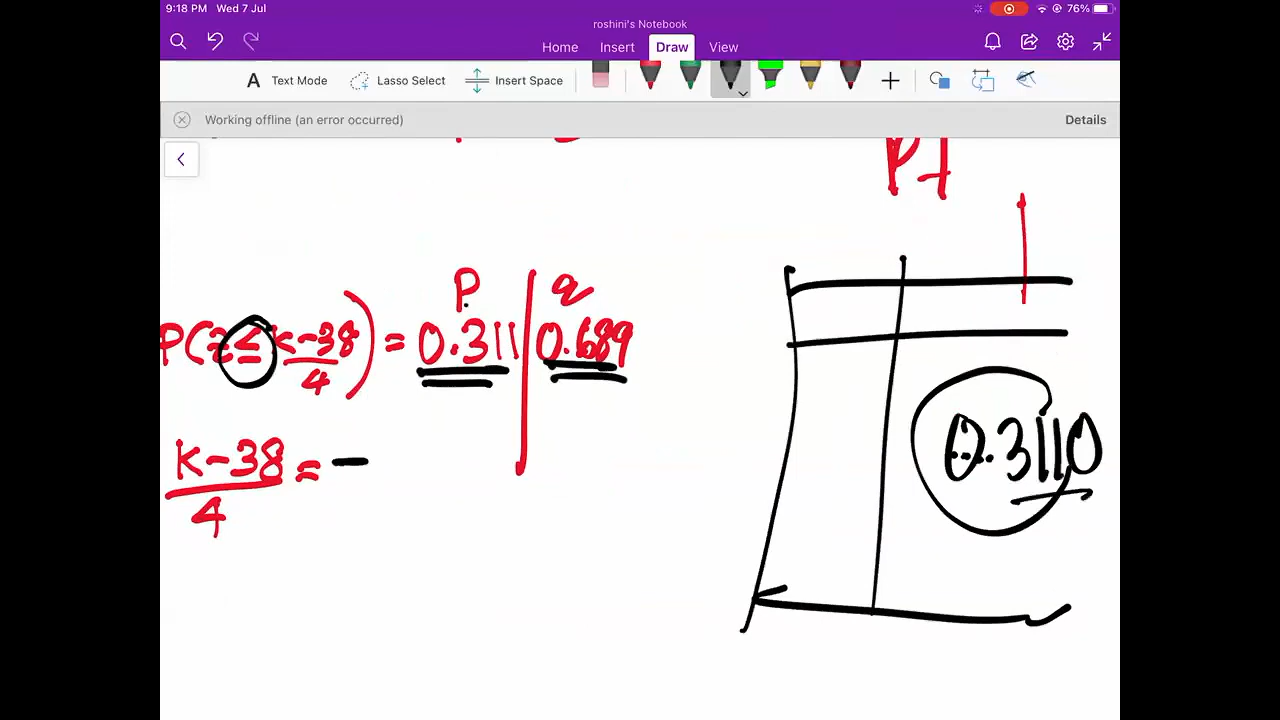 9:18 PM Wed 7 Jul
76%
roshini's Notebook
Home Insert Draw View
Text Mode Lasso Select Insert Space
Working offline (an error occurred) Details
P q
P(z ≤ k-38/4) = 0.311 | 0.689
k-38/4 = -
0.3110